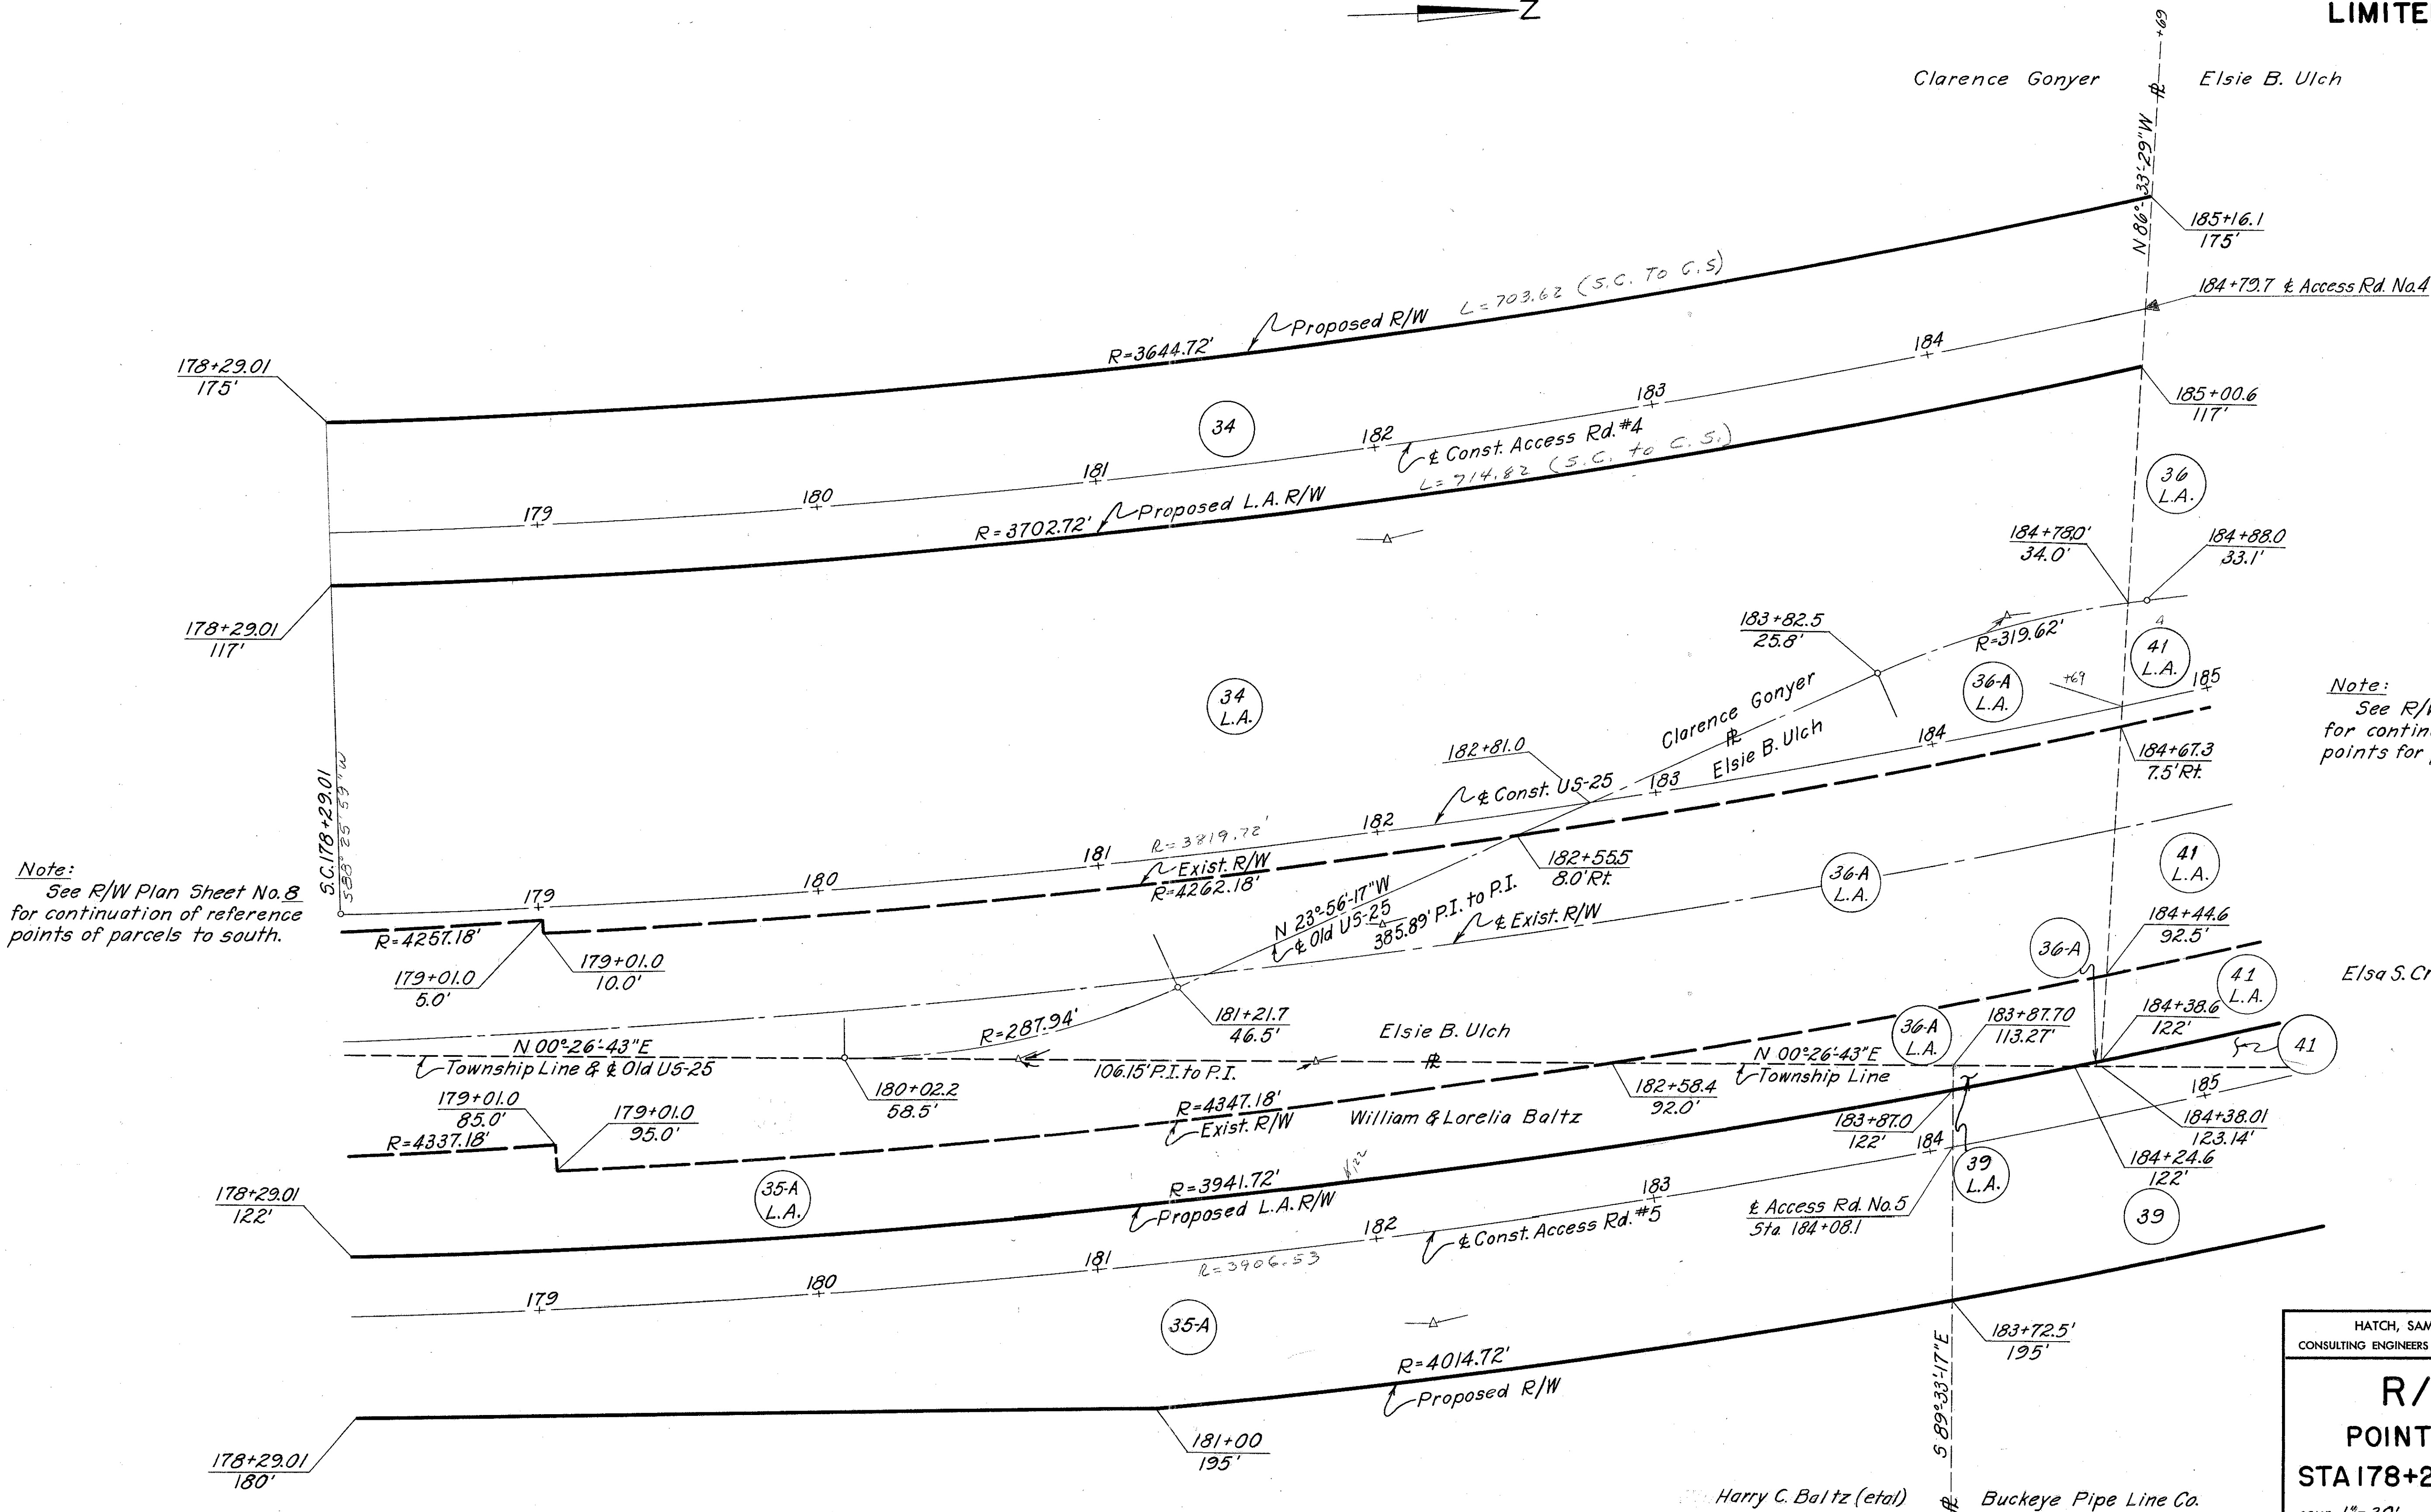 Z
LIMITE
+69
Clarence Gonyer
Elsie B. Ulch
N 86°-33'-29"W
185+16.1
175'
184+79.7 ℄ Access Rd. No.4
L=703.62 (S.C. To C.S)
Proposed R/W
R=3644.72'
178+29.01
175'
34
179
180
181
182
183
184
℄ Const. Access Rd.#4
L=714.82 (S.C. to C.S.)
Proposed L.A. R/W
R=3702.72'
185+00.6
117'
178+29.01
117'
36
L.A.
184+78.0'
34.0'
184+88.0
33.1'
183+82.5
25.8'
R=319.62'
4
41
L.A.
36-A
L.A.
+69
185
34
L.A.
Clarence Gonyer
Elsie B. Ulch
182+81.0
Note:
See R/W
for contin
points for
184+67.3
7.5' Rt.
S.C. 178+29.01
S88° 25' 59" W
℄ Const. US-25
179
180
181
182
183
184
R=3819.72'
Exist. R/W
R=4262.18'
182+55.5
8.0' Rt.
36-A
L.A.
41
L.A.
Note:
See R/W Plan Sheet No.8
for continuation of reference
points of parcels to south.
R=4257.18'
179+01.0
5.0'
179+01.0
10.0'
N 23°-56'-17"W
℄ Old US-25
385.89' P.I. to P.I.
℄ Exist. R/W
184+44.6
92.5'
36-A
41
L.A.
Elsa S. Cr
R=287.94'
181+21.7
46.5'
Elsie B. Ulch
36-A
L.A.
183+87.70
113.27'
184+38.6
122'
41
N 00°-26'-43"E
Township Line & ℄ Old US-25
106.15' P.I. to P.I.
N 00°-26'-43"E
Township Line
180+02.2
58.5'
182+58.4
92.0'
185
179+01.0
85.0'
179+01.0
95.0'
R=4337.18'
R=4347.18'
Exist. R/W
William & Lorelia Baltz
183+87.0
122'
184+38.01
123.14'
184+24.6
122'
178+29.01
122'
35-A
L.A.
R=3941.72'
Proposed L.A. R/W
39
L.A.
39
179
180
181
182
183
184
℄ Const. Access Rd.#5
℄ Access Rd. No.5
Sta. 184+08.1
R=3906.53
35-A
183+72.5'
195'
R=4014.72'
Proposed R/W
S 89°-33'-17"E
181+00
195'
178+29.01
180'
Harry C. Baltz (etal)
Buckeye Pipe Line Co.
HATCH, SAM
CONSULTING ENGINEERS
R/
POINT
STA 178+2